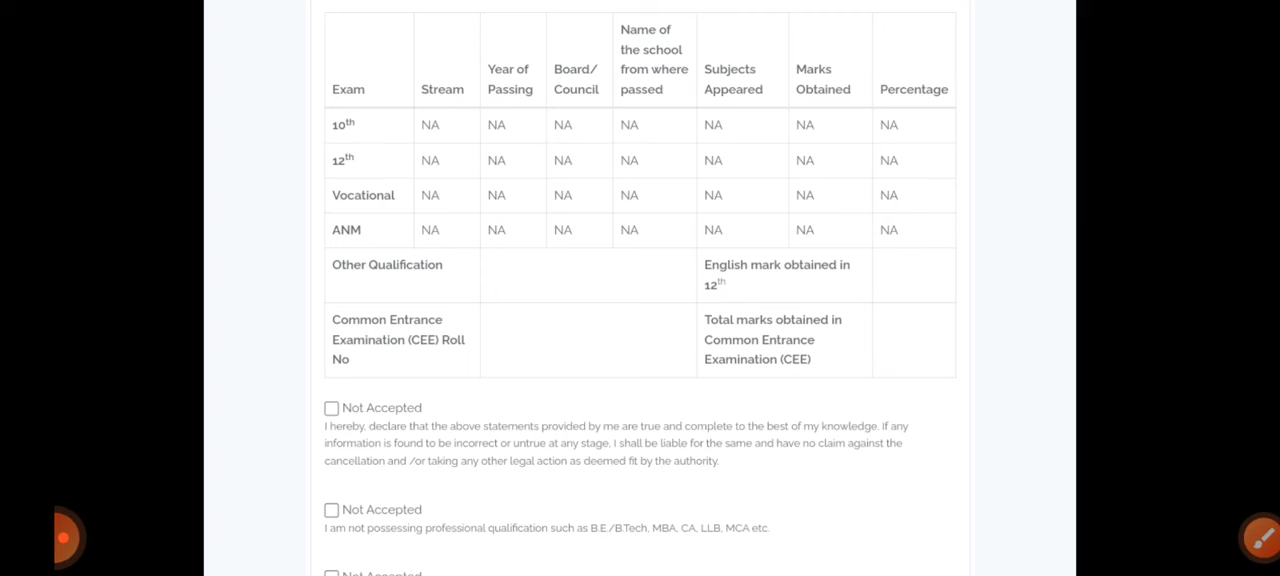 Exam Stream Year of Passing Board/ Council Name of the school from where passed Subjects Appeared Marks Obtained Percentage
10th NA NA NA NA NA NA NA
12th NA NA NA NA NA NA NA
Vocational NA NA NA NA NA NA NA
ANM NA NA NA NA NA NA NA
Other Qualification English mark obtained in 12th
Common Entrance Examination (CEE) Roll No Total marks obtained in Common Entrance Examination (CEE)
Not Accepted
I hereby, declare that the above statements provided by me are true and complete to the best of my knowledge. If any
information is found to be incorrect or untrue at any stage, I shall be liable for the same and have no claim against the
cancellation and /or taking any other legal action as deemed fit by the authority.
Not Accepted
I am not possessing professional qualification such as B.E./B.Tech, MBA, CA, LLB, MCA etc.
Not Accepted